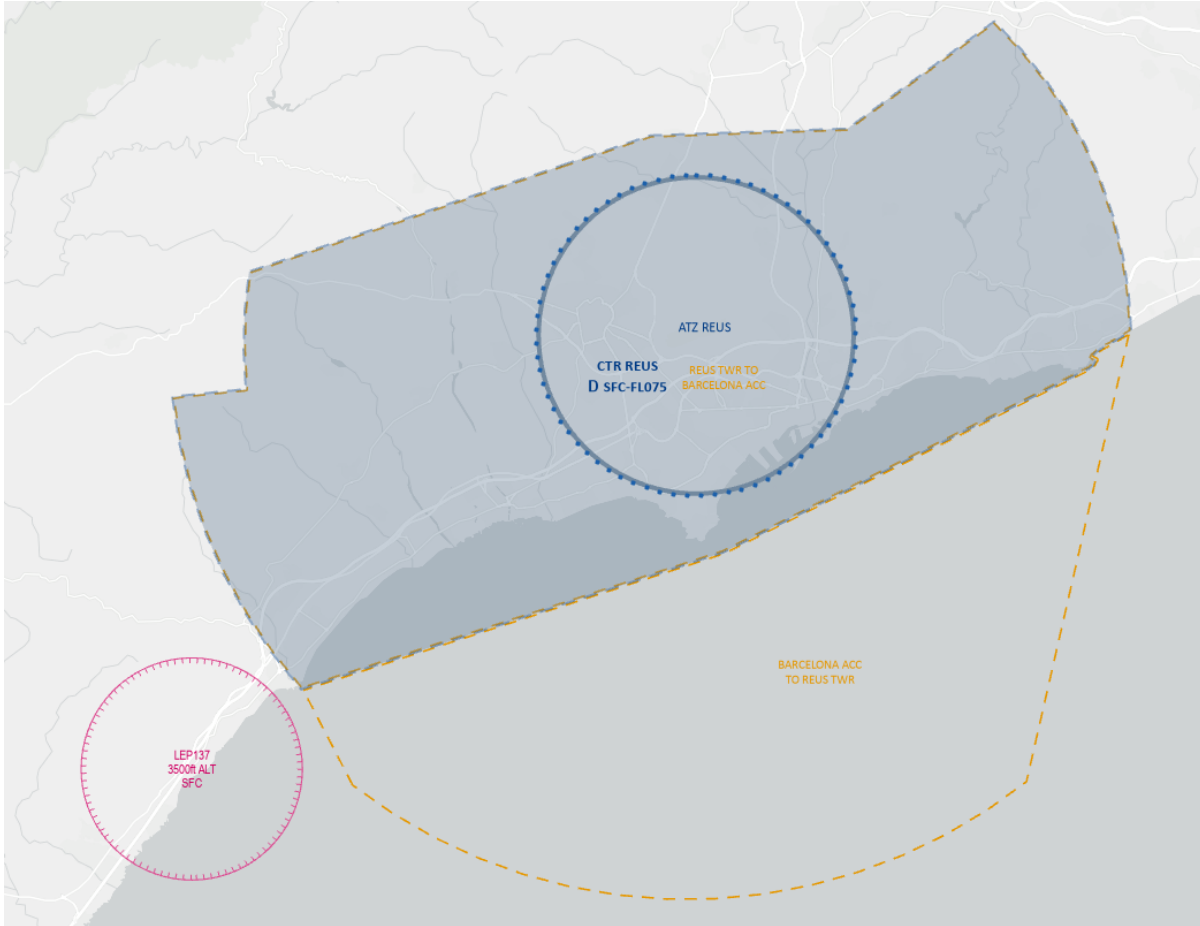 ATZ REUS
CTR REUS
D SFC-FL075
REUS TWR TO
BARCELONA ACC
BARCELONA ACC
TO REUS TWR
LEP137
3500ft ALT
SFC